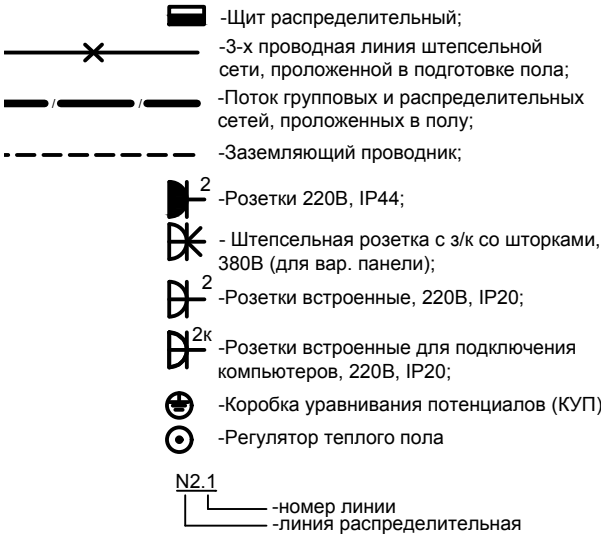 -Щит распределительный;
-3-х проводная линия штепсельной
сети, проложенной в подготовке пола;
-Поток групповых и распределительных
сетей, проложенных в полу;
-Заземляющий проводник;
2
-Розетки 220В, IP44;
- Штепсельная розетка с з/к со шторками,
380В (для вар. панели);
2
-Розетки встроенные, 220В, IP20;
2к
-Розетки встроенные для подключения
компьютеров, 220В, IP20;
-Коробка уравнивания потенциалов (КУП)
-Регулятор теплого пола
N2.1
-номер линии
-линия распределительная